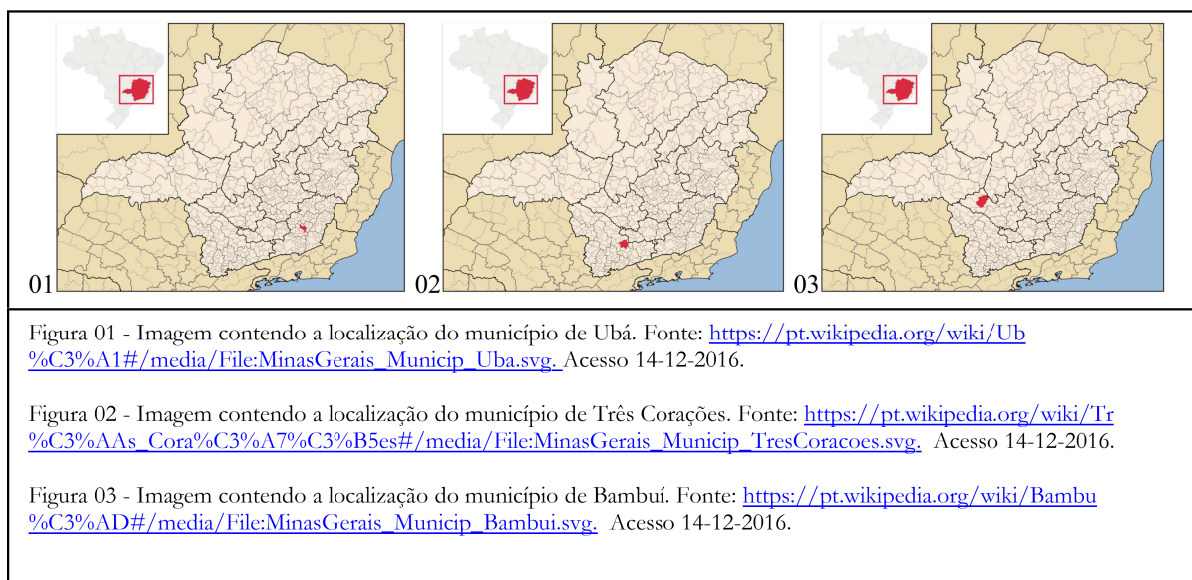 01
02
03
Figura 01 - Imagem contendo a localização do município de Ubá. Fonte: https://pt.wikipedia.org/wiki/Ub
%C3%A1#/media/File:MinasGerais_Municip_Uba.svg. Acesso 14-12-2016.
Figura 02 - Imagem contendo a localização do município de Três Corações. Fonte: https://pt.wikipedia.org/wiki/Tr
%C3%AAs_Cora%C3%A7%C3%B5es#/media/File:MinasGerais_Municip_TresCoracoes.svg. Acesso 14-12-2016.
Figura 03 - Imagem contendo a localização do município de Bambuí. Fonte: https://pt.wikipedia.org/wiki/Bambu
%C3%AD#/media/File:MinasGerais_Municip_Bambui.svg. Acesso 14-12-2016.